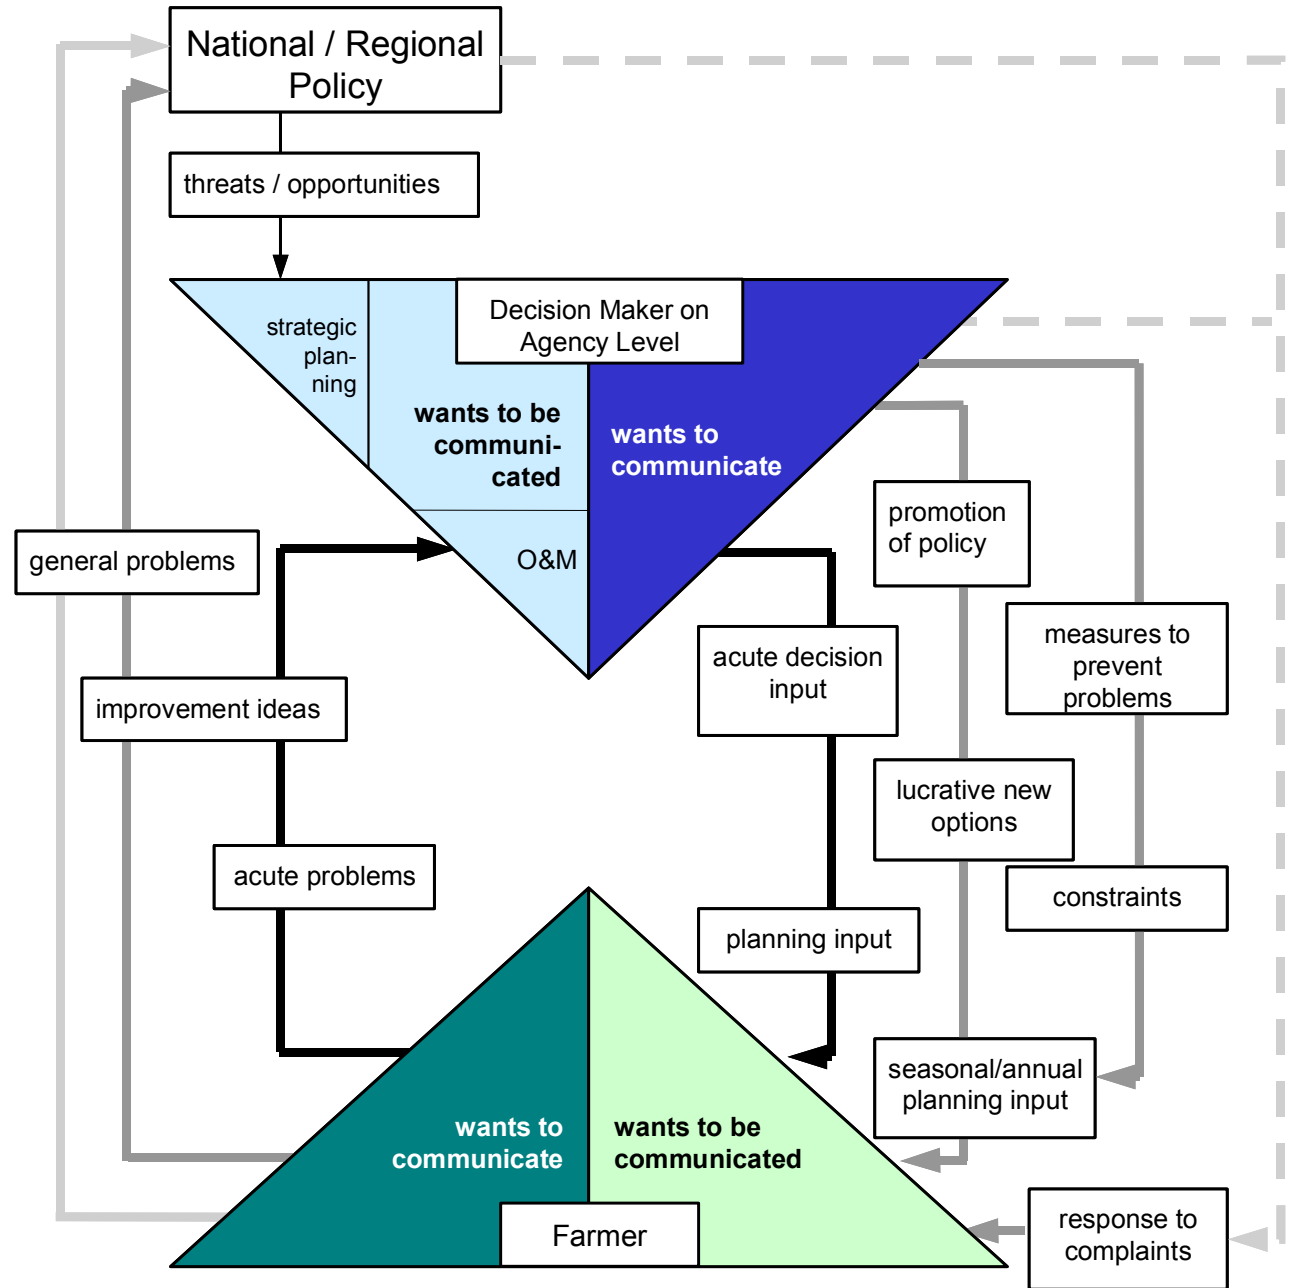 National / Regional
Policy
threats / opportunities
Decision Maker on
Agency Level
strategic
plan-
ning
wants to be
communi-
cated
wants to
communicate
O&M
general problems
improvement ideas
acute problems
acute decision
input
planning input
promotion
of policy
lucrative new
options
measures to
prevent
problems
constraints
seasonal/annual
planning input
response to
complaints
wants to
communicate
wants to be
communicated
Farmer